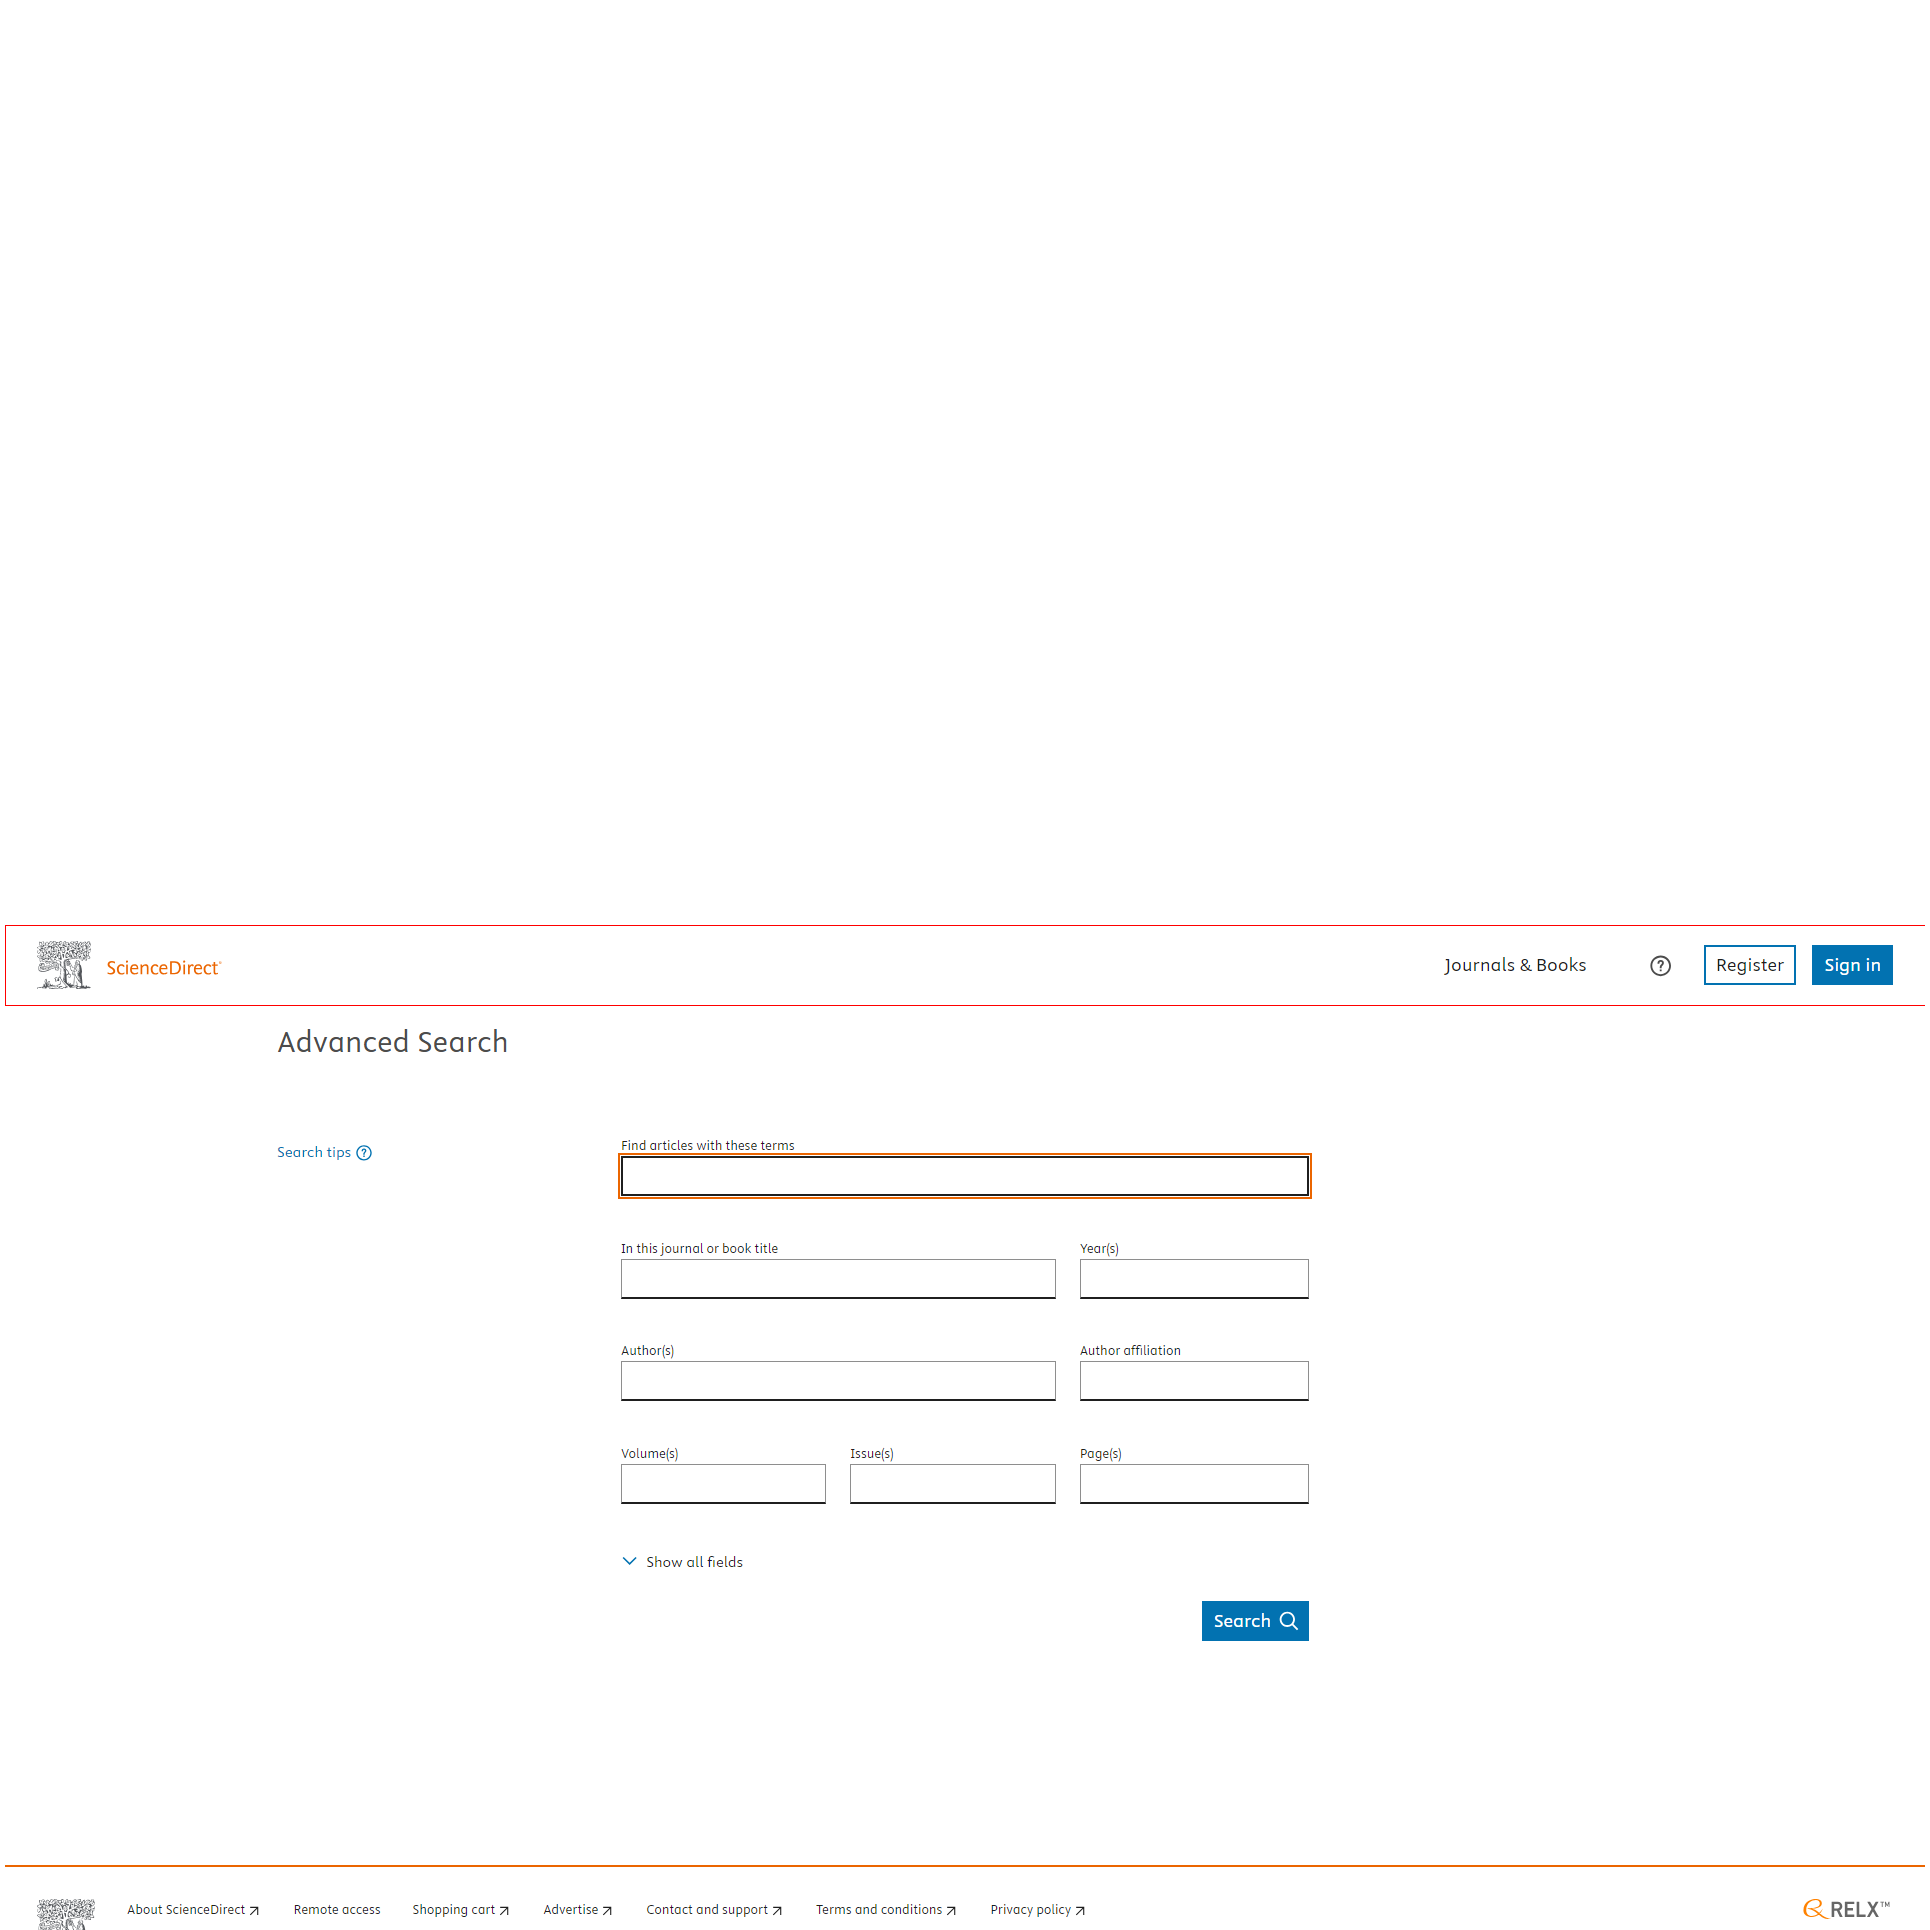 ScienceDirect
Journals & Books
Register
Sign in
Advanced Search
Search tips
Find articles with these terms
In this journal or book title
Year(s)
Author(s)
Author affiliation
Volume(s)
Issue(s)
Page(s)
Show all fields
Search
About ScienceDirect
Remote access
Shopping cart
Advertise
Contact and support
Terms and conditions
Privacy policy
RELX™